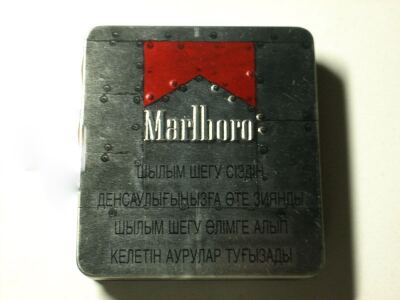 Marlboro
ШЫЛЫМ ШЕГУ СІЗДІҢ
ДЕНСАУЛЫҒЫҢЫЗҒА ӨТЕ ЗИЯНДЫ
ШЫЛЫМ ШЕГУ ӨЛІМГЕ АЛЫП
КЕЛЕТІН АУРУЛАР ТУҒЫЗАДЫ